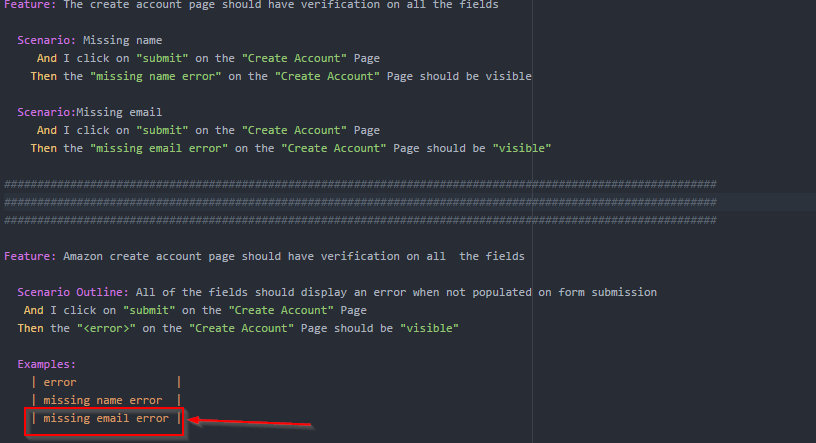 Feature: The create account page should have verification on all the fields
Scenario: Missing name
And I click on "submit" on the "Create Account" Page
Then the "missing name error" on the "Create Account" Page should be visible
Scenario:Missing email
And I click on "submit" on the "Create Account" Page
Then the "missing email error" on the "Create Account" Page should be "visible"
############################################################################################################
############################################################################################################
############################################################################################################
Feature: Amazon create account page should have verification on all  the fields
Scenario Outline: All of the fields should display an error when not populated on form submission
And I click on "submit" on the "Create Account" Page
Then the "<error>" on the "Create Account" Page should be "visible"
Examples:
| error               |
| missing name error  |
| missing email error |